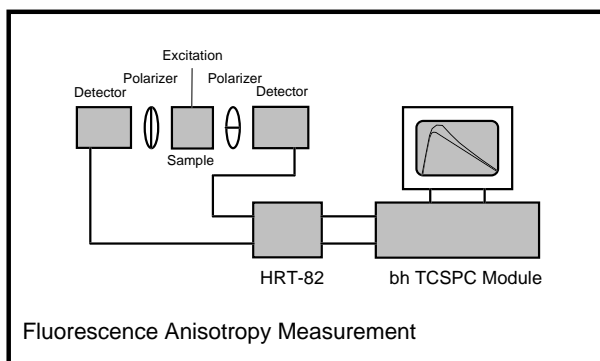 Excitation
Polarizer Polarizer
Detector Detector
Sample
HRT-82 bh TCSPC Module
Fluorescence Anisotropy Measurement